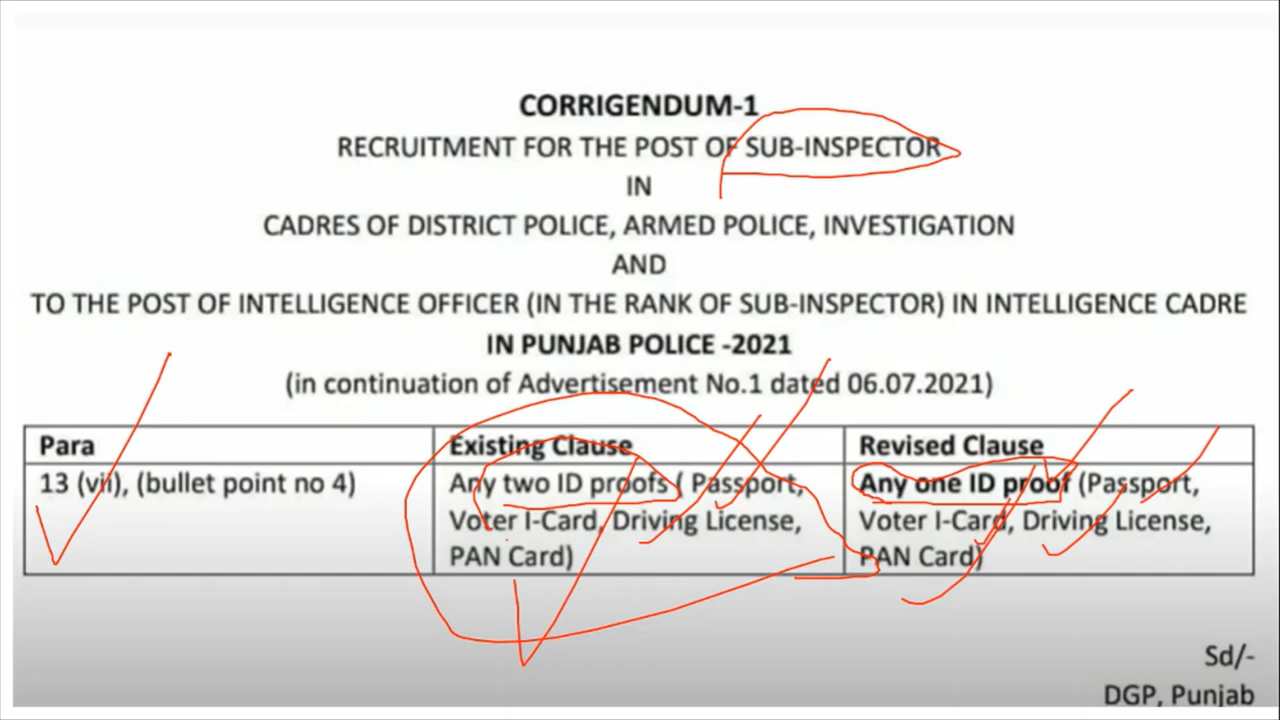 CORRIGENDUM-1
RECRUITMENT FOR THE POST OF SUB-INSPECTOR
IN
CADRES OF DISTRICT POLICE, ARMED POLICE, INVESTIGATION
AND
TO THE POST OF INTELLIGENCE OFFICER (IN THE RANK OF SUB-INSPECTOR) IN INTELLIGENCE CADRE
IN PUNJAB POLICE -2021
(in continuation of Advertisement No.1 dated 06.07.2021)
Para
Existing Clause
Revised Clause
13 (vii), (bullet point no 4)
Any two ID proofs ( Passport,
Voter I-Card, Driving License,
PAN Card)
Any one ID proof (Passport,
Voter I-Card, Driving License,
PAN Card)
Sd/-
DGP, Punjab